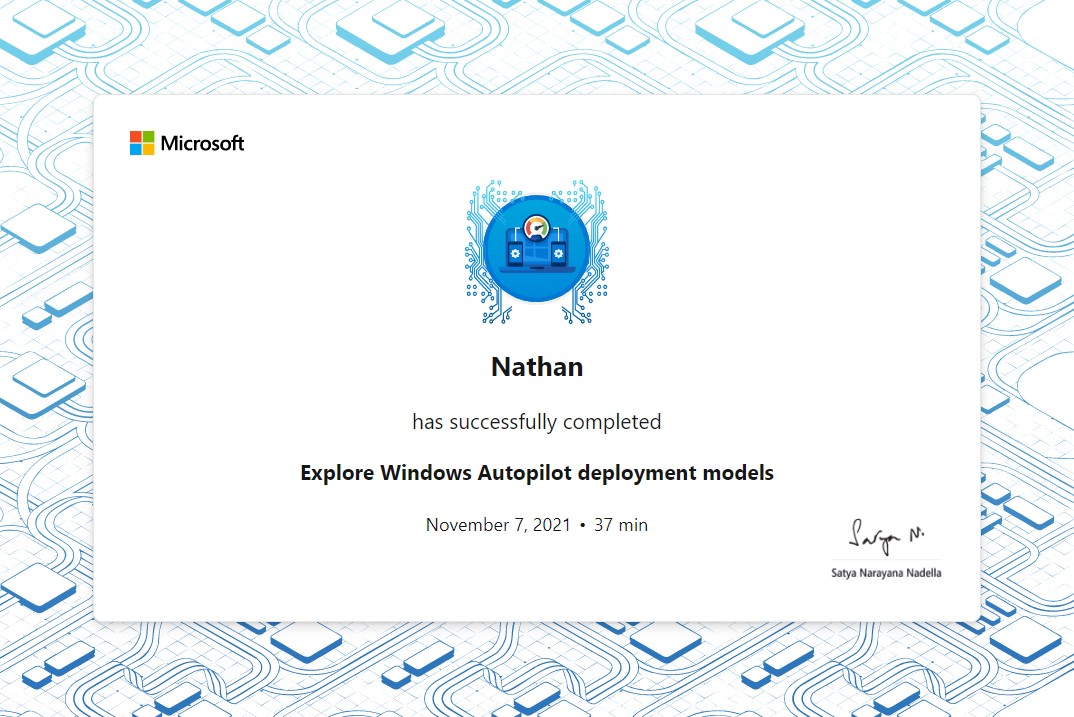 Microsoft
Nathan
has successfully completed
Explore Windows Autopilot deployment models
November 7, 2021 • 37 min
Satya N.
Satya Narayana Nadella